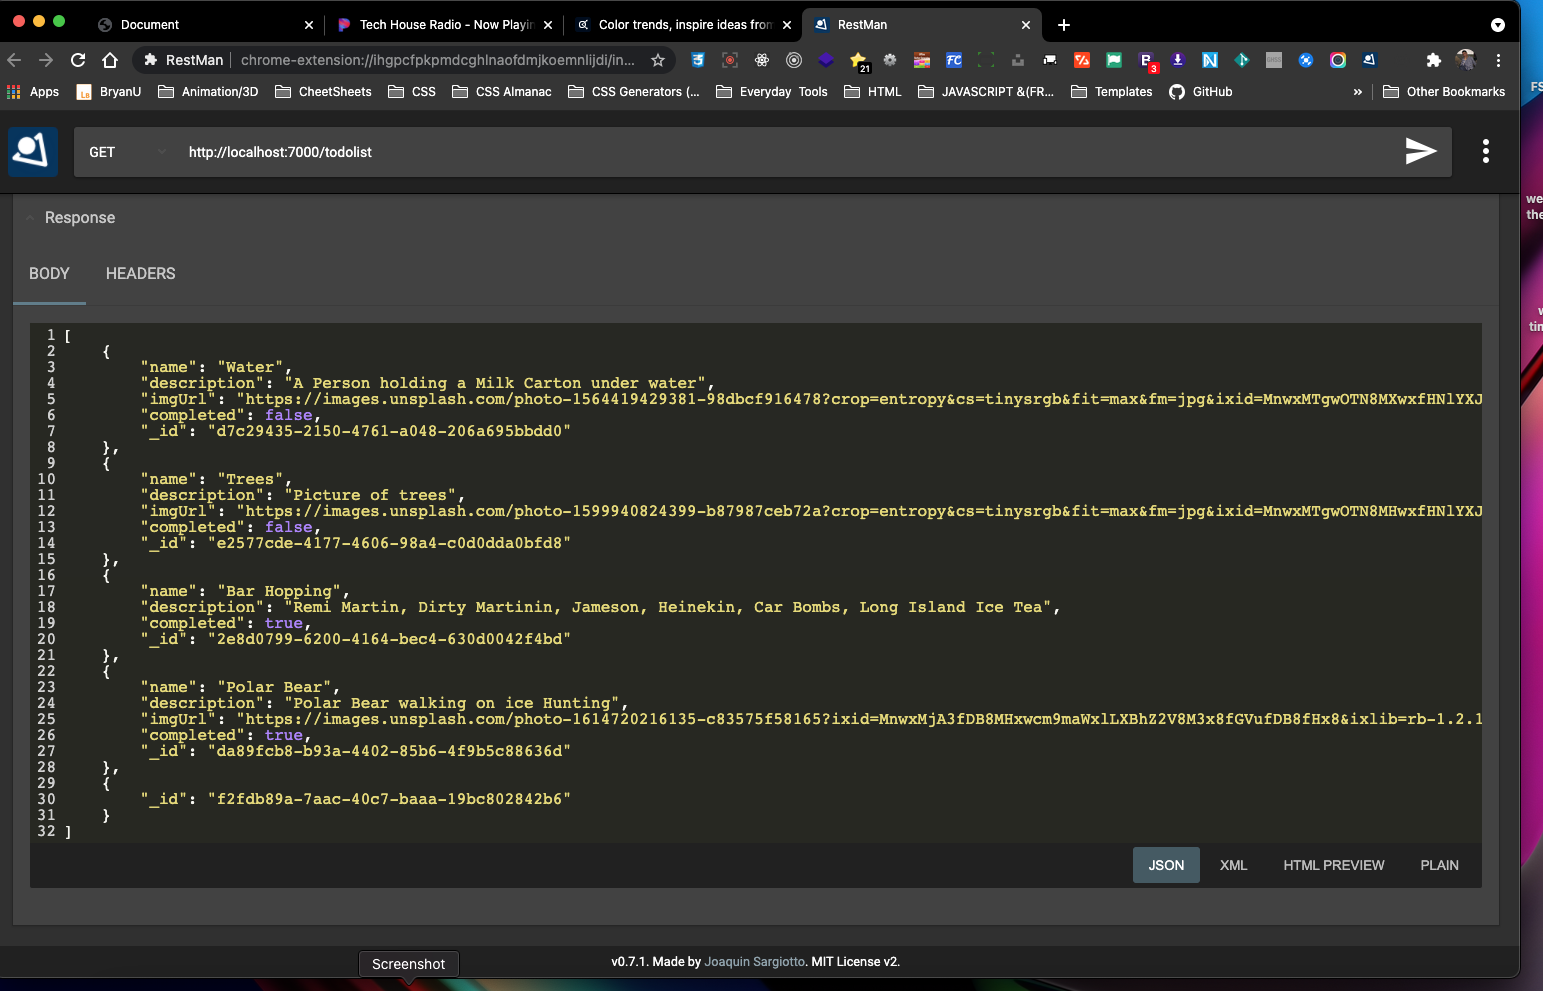 Document
Tech House Radio - Now Playin
Color trends, inspire ideas from
RestMan
RestMan
chrome-extension://ihgpcfpkpmdcghlnaofdmjkoemnlijdi/in...
21
FC
B
3
N
Apps
BryanU
Animation/3D
CheetSheets
CSS
CSS Almanac
CSS Generators (...
Everyday Tools
HTML
JAVASCRIPT &(FR...
Templates
GitHub
»
Other Bookmarks
FS
GET
http://localhost:7000/todolist
we
the
Response
BODY
HEADERS
tim
1 [
2 {
3 "name": "Water",
4 "description": "A Person holding a Milk Carton under water",
5 "imgUrl": "https://images.unsplash.com/photo-1564419429381-98dbcf916478?crop=entropy&cs=tinysrgb&fit=max&fm=jpg&ixid=MnwxMTgwOTN8MXwxfHNlYXJ
6 "completed": false,
7 "_id": "d7c29435-2150-4761-a048-206a695bbdd0"
8 },
9 {
10 "name": "Trees",
11 "description": "Picture of trees",
12 "imgUrl": "https://images.unsplash.com/photo-1599940824399-b87987ceb72a?crop=entropy&cs=tinysrgb&fit=max&fm=jpg&ixid=MnwxMTgwOTN8MHwxfHNlYXJ
13 "completed": false,
14 "_id": "e2577cde-4177-4606-98a4-c0d0dda0bfd8"
15 },
16 {
17 "name": "Bar Hopping",
18 "description": "Remi Martin, Dirty Martinin, Jameson, Heinekin, Car Bombs, Long Island Ice Tea",
19 "completed": true,
20 "_id": "2e8d0799-6200-4164-bec4-630d0042f4bd"
21 },
22 {
23 "name": "Polar Bear",
24 "description": "Polar Bear walking on ice Hunting",
25 "imgUrl": "https://images.unsplash.com/photo-1614720216135-c83575f58165?ixid=MnwxMjA3fDB8MHxwcm9maWxlLXBhZ2V8M3x8fGVufDB8fHx8&ixlib=rb-1.2.1
26 "completed": true,
27 "_id": "da89fcb8-b93a-4402-85b6-4f9b5c88636d"
28 },
29 {
30 "_id": "f2fdb89a-7aac-40c7-baaa-19bc802842b6"
31 }
32 ]
JSON
XML
HTML PREVIEW
PLAIN
Screenshot
v0.7.1. Made by Joaquin Sargiotto. MIT License v2.